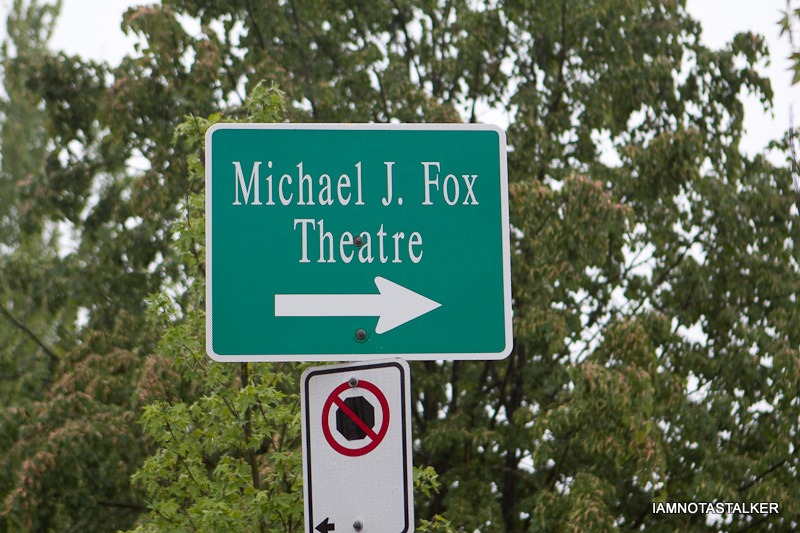 Michael J. Fox
Theatre
IAMNOTASTALKER